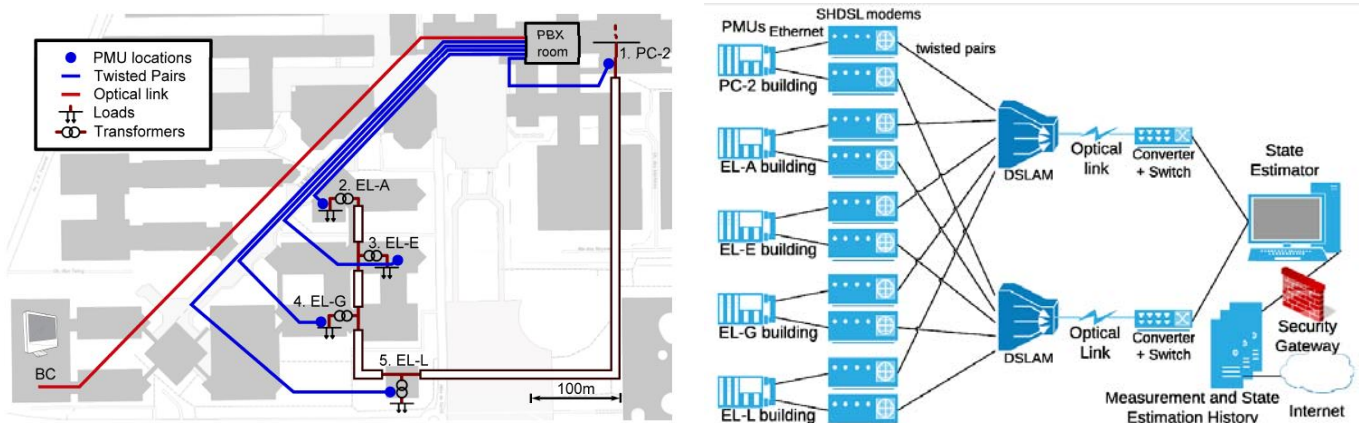 PMU locations
Twisted Pairs
Optical link
Loads
Transformers
PBX
room
1. PC-2
2. EL-A
3. EL-E
4. EL-G
5. EL-L
BC
100m
SHDSL modems
PMUs
Ethernet
twisted pairs
PC-2 building
EL-A building
EL-E building
EL-G building
EL-L building
DSLAM
Optical
link
Converter
+ Switch
State
Estimator
DSLAM
Optical
Link
Converter
+ Switch
Security
Gateway
Measurement and State
Estimation History
Internet